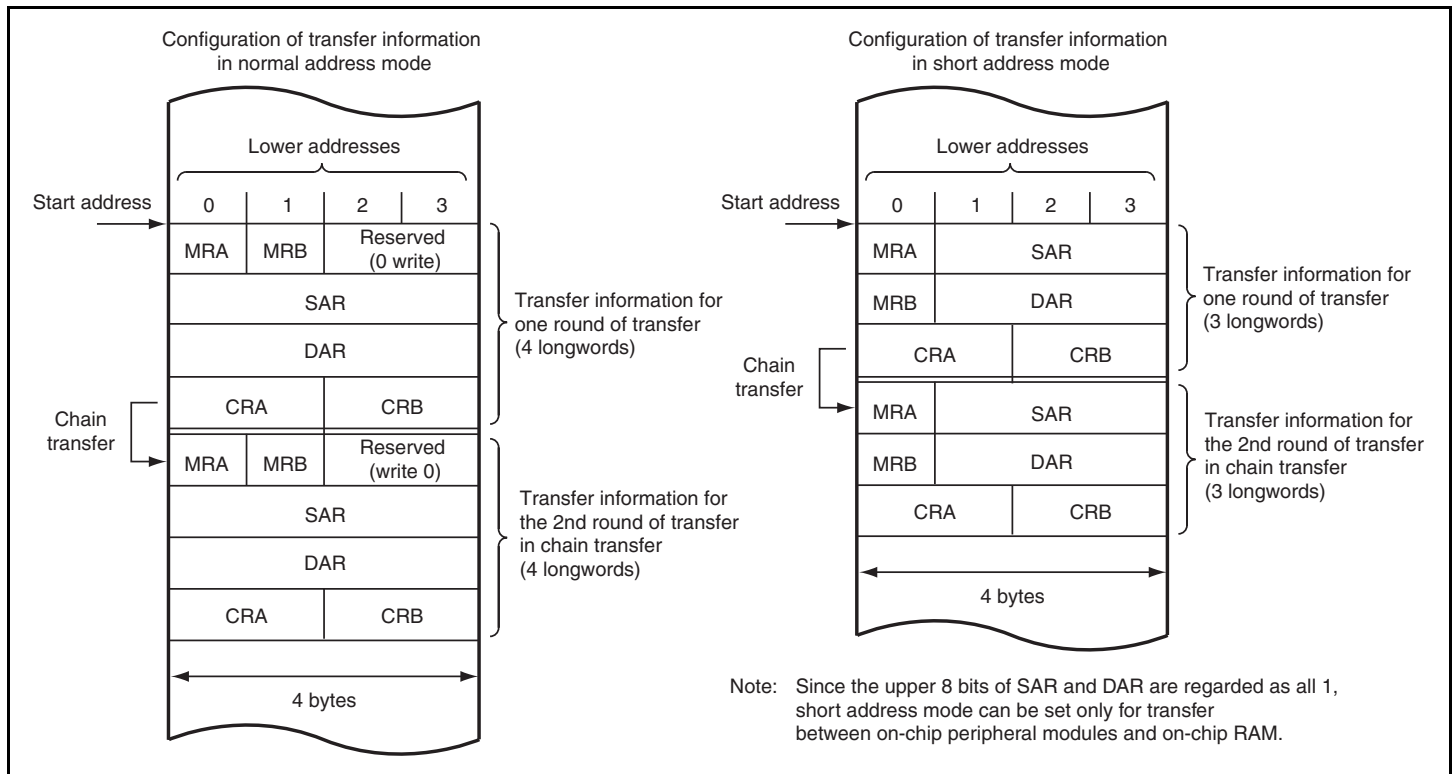 Configuration of transfer information
in normal address mode
Lower addresses
Start address
0 1 2 3
MRA MRB Reserved
(0 write)
SAR
DAR
CRA CRB
Transfer information for
one round of transfer
(4 longwords)
Chain
transfer
MRA MRB Reserved
(write 0)
SAR
DAR
CRA CRB
Transfer information for
the 2nd round of transfer
in chain transfer
(4 longwords)
4 bytes
Configuration of transfer information
in short address mode
Lower addresses
Start address
0 1 2 3
MRA SAR
MRB DAR
CRA CRB
Transfer information for
one round of transfer
(3 longwords)
Chain
transfer
MRA SAR
MRB DAR
CRA CRB
Transfer information for
the 2nd round of transfer
in chain transfer
(3 longwords)
4 bytes
Note: Since the upper 8 bits of SAR and DAR are regarded as all 1,
short address mode can be set only for transfer
between on-chip peripheral modules and on-chip RAM.